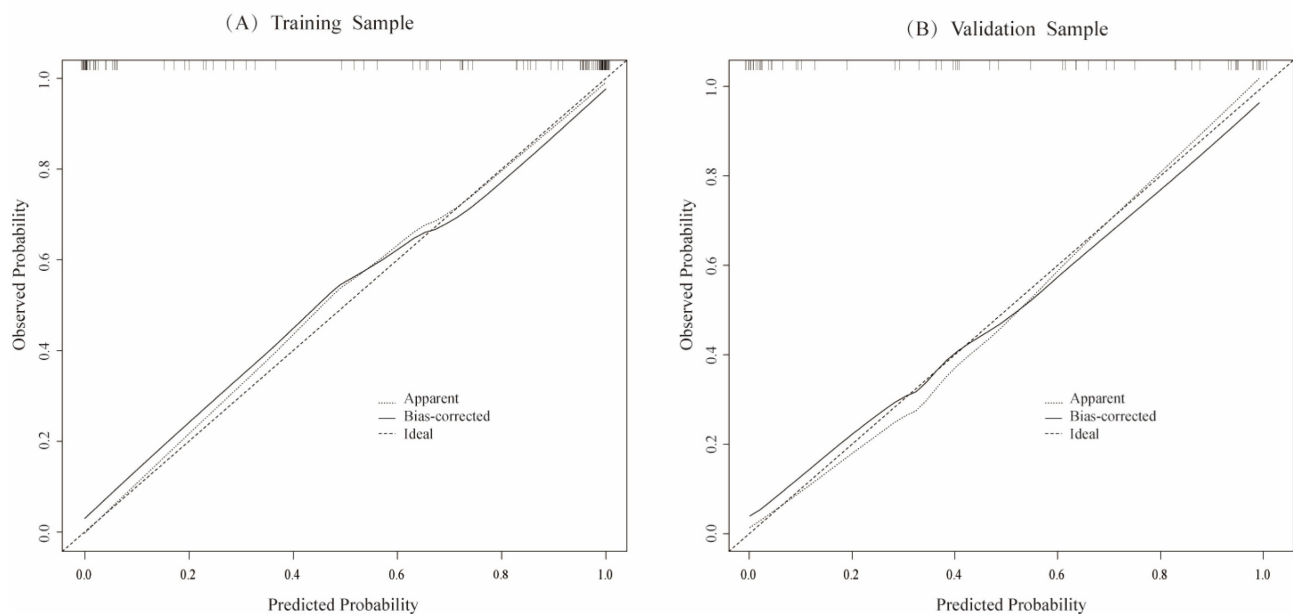 (A) Training Sample
1.0
0.8
0.6
0.4
0.2
0.0
Observed Probability
Apparent
Bias-corrected
Ideal
0.0 0.2 0.4 0.6 0.8 1.0
Predicted Probability
(B) Validation Sample
1.0
0.8
0.6
0.4
0.2
0.0
Observed Probability
Apparent
Bias-corrected
Ideal
0.0 0.2 0.4 0.6 0.8 1.0
Predicted Probability